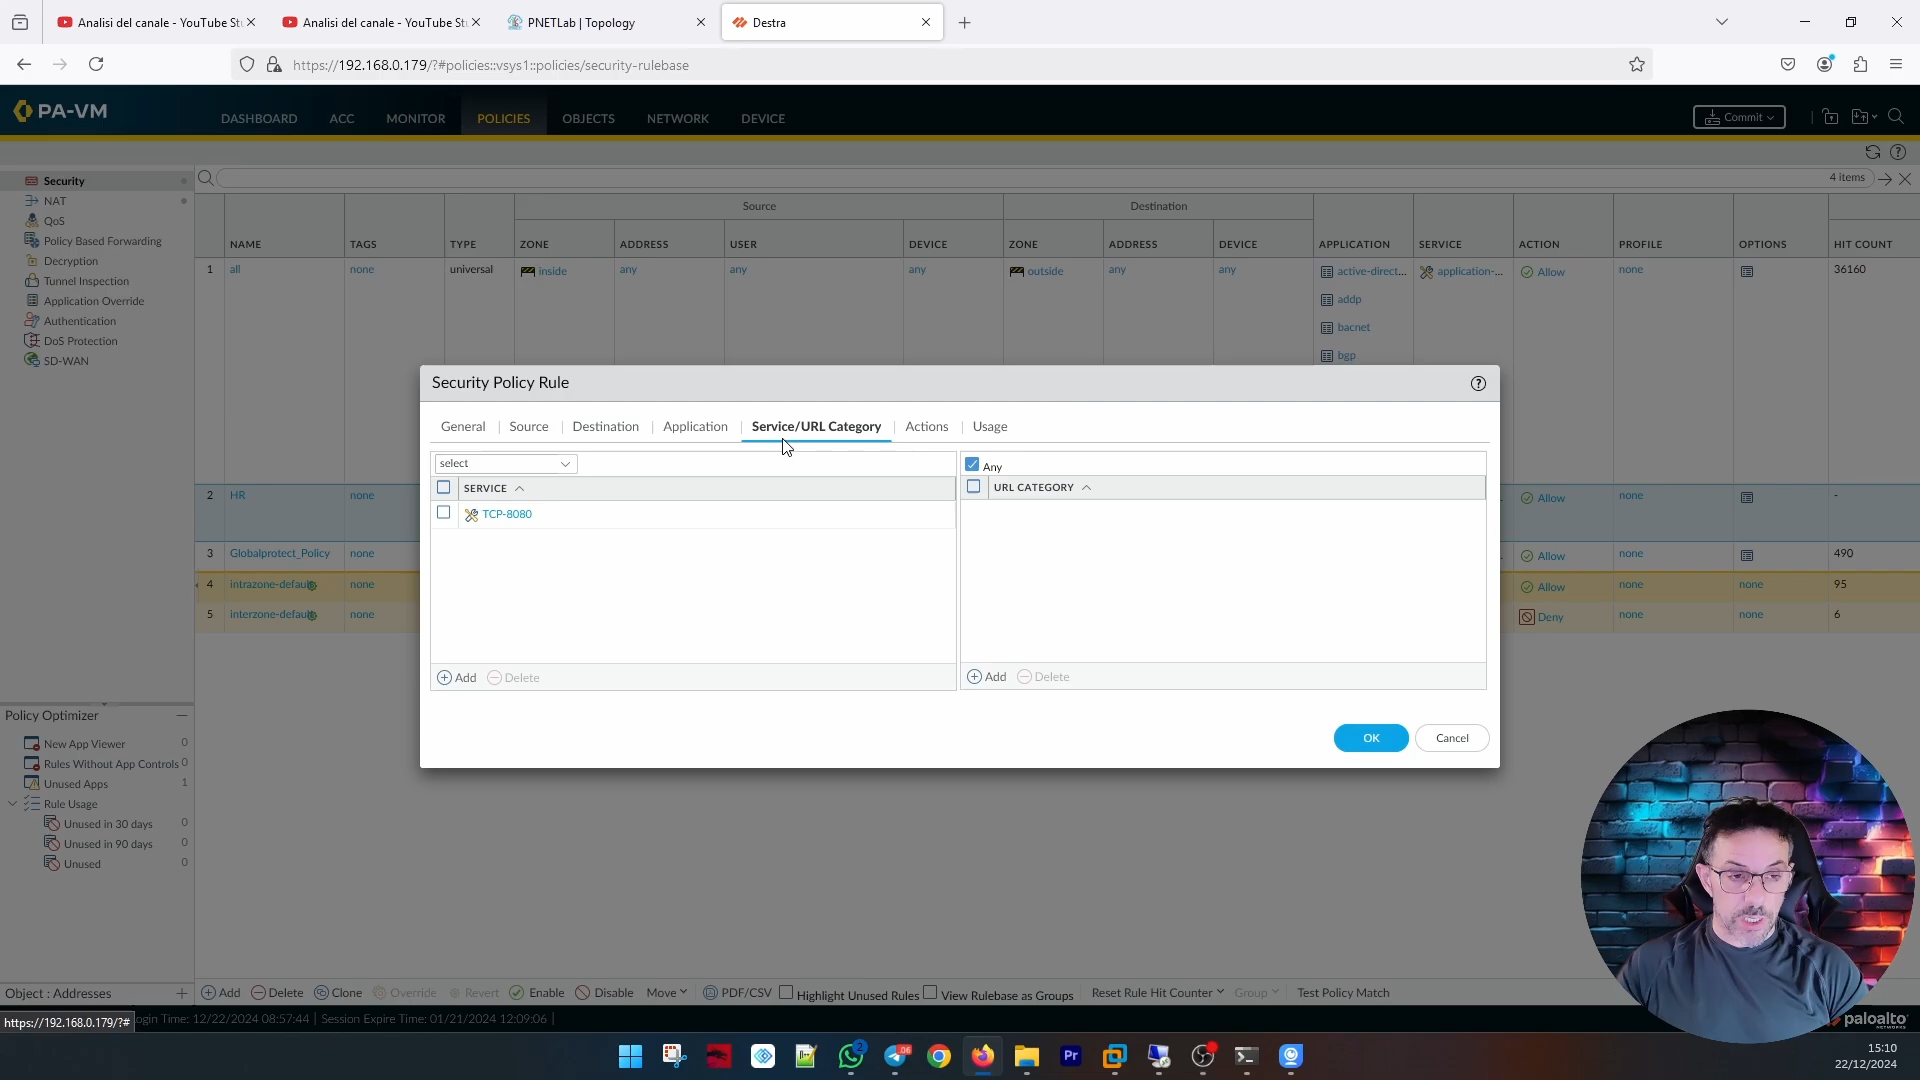 Analisi del canale - YouTube St
Analisi del canale - YouTube St
PNETLab | Topology
Destra
https://192.168.0.179/?#policies::vsys1::policies/security-rulebase
PA-VM
DASHBOARD
ACC
MONITOR
POLICIES
OBJECTS
NETWORK
DEVICE
Commit
Security
NAT
QoS
Policy Based Forwarding
Decryption
Tunnel Inspection
Application Override
Authentication
DoS Protection
SD-WAN
4 items
Source
Destination
NAME
TAGS
TYPE
ZONE
ADDRESS
USER
DEVICE
ZONE
ADDRESS
DEVICE
APPLICATION
SERVICE
ACTION
PROFILE
OPTIONS
HIT COUNT
1 all none universal inside any any any outside any any active-direct... application-... Allow none 36160
addp
bacnet
bgp
2 HR none Allow none -
3 Globalprotect_Policy none Allow none 490
4 intrazone-default none Allow none none 95
5 interzone-default none Deny none none 6
Security Policy Rule
General
Source
Destination
Application
Service/URL Category
Actions
Usage
select
Any
SERVICE
URL CATEGORY
TCP-8080
Add Delete
Add Delete
OK
Cancel
Policy Optimizer
New App Viewer 0
Rules Without App Controls 0
Unused Apps 1
Rule Usage
Unused in 30 days 0
Unused in 90 days 0
Unused 0
Object : Addresses
Add
Delete
Clone
Override
Revert
Enable
Disable
Move
PDF/CSV
Highlight Unused Rules
View Rulebase as Groups
Reset Rule Hit Counter
Group
Test Policy Match
https://192.168.0.179/?#
ogin Time: 12/22/2024 08:57:44 | Session Expire Time: 01/21/2024 12:09:06 |
paloalto
NETWORKS
2
.06
Pr
15:10
22/12/2024